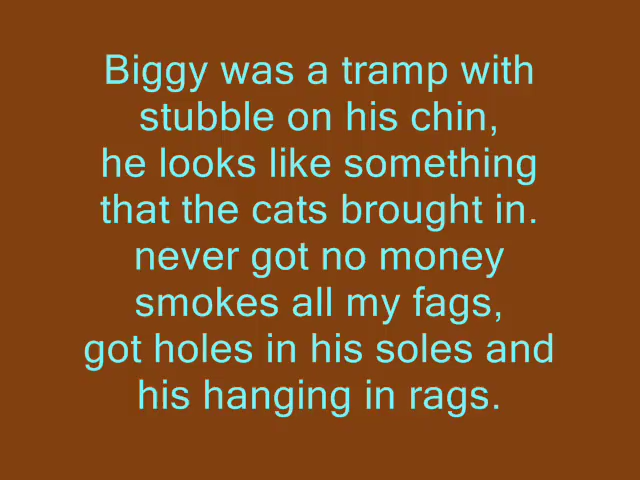 Biggy was a tramp with
stubble on his chin,
he looks like something
that the cats brought in.
never got no money
smokes all my fags,
got holes in his soles and
his hanging in rags.